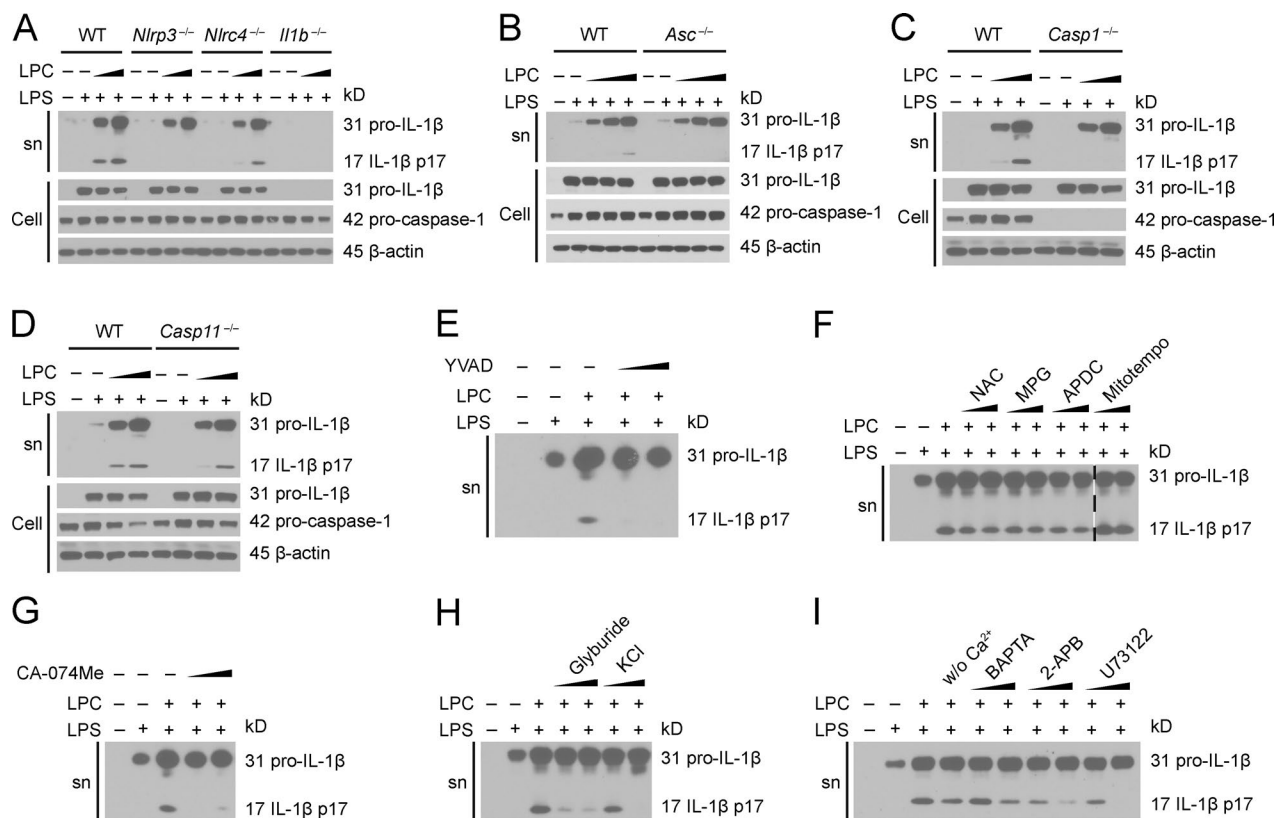 A
WT Nlrp3–/– Nlrc4–/– Il1b–/–
LPC – – – – – – – –
LPS – + + + – + + + – + + + – + + + kD
sn
31 pro-IL-1β
17 IL-1β p17
Cell
31 pro-IL-1β
42 pro-caspase-1
45 β-actin
B
WT Asc–/–
LPC – – – –
LPS – + + + + – + + + + kD
sn
31 pro-IL-1β
17 IL-1β p17
Cell
31 pro-IL-1β
42 pro-caspase-1
45 β-actin
C
WT Casp1–/–
LPC – – – –
LPS – + + + – + + + kD
sn
31 pro-IL-1β
17 IL-1β p17
Cell
31 pro-IL-1β
42 pro-caspase-1
45 β-actin
D
WT Casp11–/–
LPC – – – –
LPS – + + + – + + + kD
sn
31 pro-IL-1β
17 IL-1β p17
Cell
31 pro-IL-1β
42 pro-caspase-1
45 β-actin
E
YVAD – – –
LPC – – + + +
LPS – + + + + kD
sn
31 pro-IL-1β
17 IL-1β p17
F
NAC MPG APDC Mitotempo
LPC – – + + + + + + + + +
LPS – + + + + + + + + + + kD
sn
31 pro-IL-1β
17 IL-1β p17
G
CA-074Me – – –
LPC – – + + +
LPS – + + + + kD
sn
31 pro-IL-1β
17 IL-1β p17
H
Glyburide KCl
LPC – – + + + + +
LPS – + + + + + + kD
sn
31 pro-IL-1β
17 IL-1β p17
I
w/o Ca2+ BAPTA 2-APB U73122
LPC – – + + + + + + + +
LPS – + + + + + + + + + kD
sn
31 pro-IL-1β
17 IL-1β p17